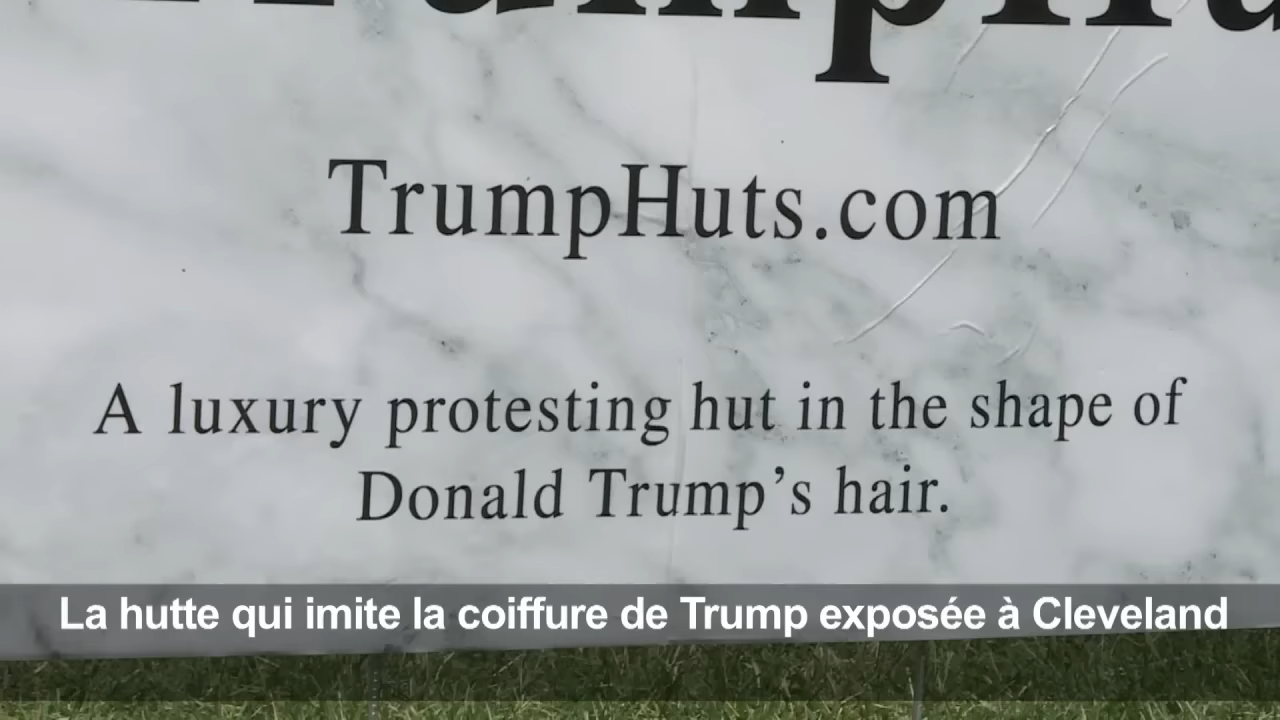 TrumpHu
TrumpHuts.com
A luxury protesting hut in the shape of
Donald Trump's hair.
La hutte qui imite la coiffure de Trump exposée à Cleveland